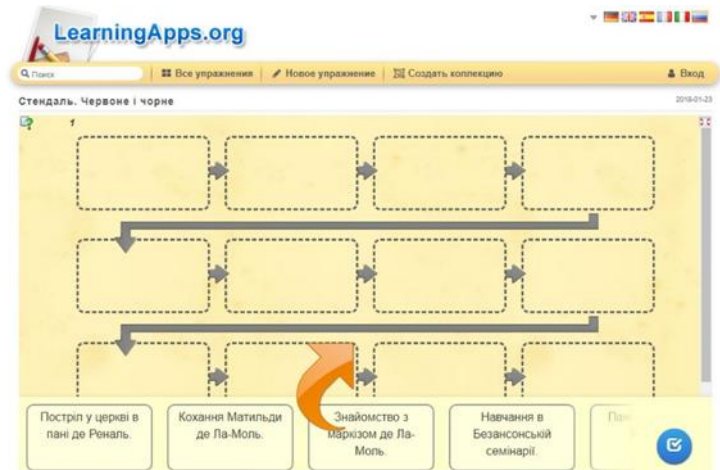 LearningApps.org
Поиск
Все упражнения
Новое упражнение
Создать коллекцию
Вход
Стендаль. Червоне і чорне
2018-01-23
1
Постріл у церкві в
пані де Реналь.
Кохання Матильди
де Ла-Моль.
Знайомство з
маркізом де Ла-
Моль.
Навчання в
Безансонській
семінарії.